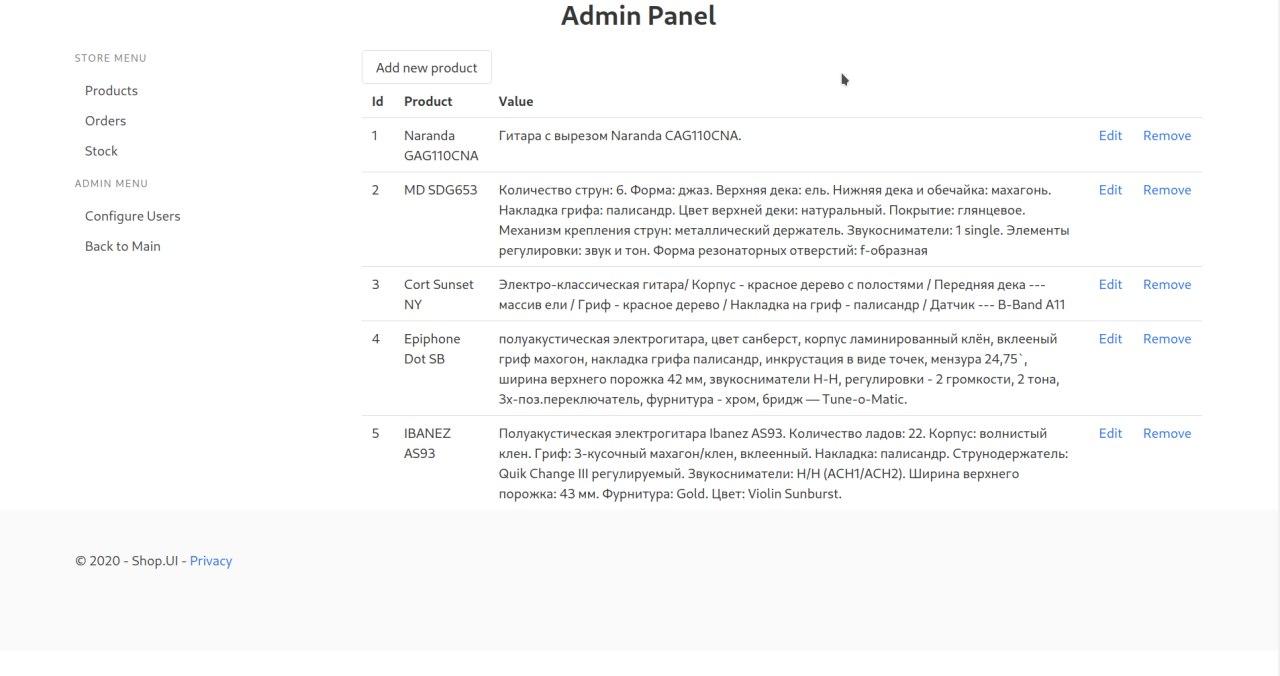 Admin Panel
STORE MENU
Products
Orders
Stock
ADMIN MENU
Configure Users
Back to Main
Add new product
Id Product Value
1 Naranda Гитара с вырезом Naranda CAG110CNA. Edit Remove
GAG110CNA
2 MD SDG653 Количество струн: 6. Форма: джаз. Верхняя дека: ель. Нижняя дека и обечайка: махагонь. Edit Remove
Накладка грифа: палисандр. Цвет верхней деки: натуральный. Покрытие: глянцевое.
Механизм крепления струн: металлический держатель. Звукосниматели: 1 single. Элементы
регулировки: звук и тон. Форма резонаторных отверстий: f-образная
3 Cort Sunset Электро-классическая гитара/ Корпус - красное дерево с полостями / Передняя дека --- Edit Remove
NY массив ели / Гриф - красное дерево / Накладка на гриф - палисандр / Датчик --- B-Band A11
4 Epiphone полуакустическая электрогитара, цвет санберст, корпус ламинированный клён, вклееный Edit Remove
Dot SB гриф махогон, накладка грифа палисандр, инкрустация в виде точек, мензура 24,75`,
ширина верхнего порожка 42 мм, звукосниматели H-H, регулировки - 2 громкости, 2 тона,
3х-поз.переключатель, фурнитура - хром, бридж — Tune-o-Matic.
5 IBANEZ Полуакустическая электрогитара Ibanez AS93. Количество ладов: 22. Корпус: волнистый Edit Remove
AS93 клен. Гриф: 3-кусочный махагон/клен, вклеенный. Накладка: палисандр. Струнодержатель:
Quik Change III регулируемый. Звукосниматели: H/H (ACH1/ACH2). Ширина верхнего
порожка: 43 мм. Фурнитура: Gold. Цвет: Violin Sunburst.
© 2020 - Shop.UI - Privacy